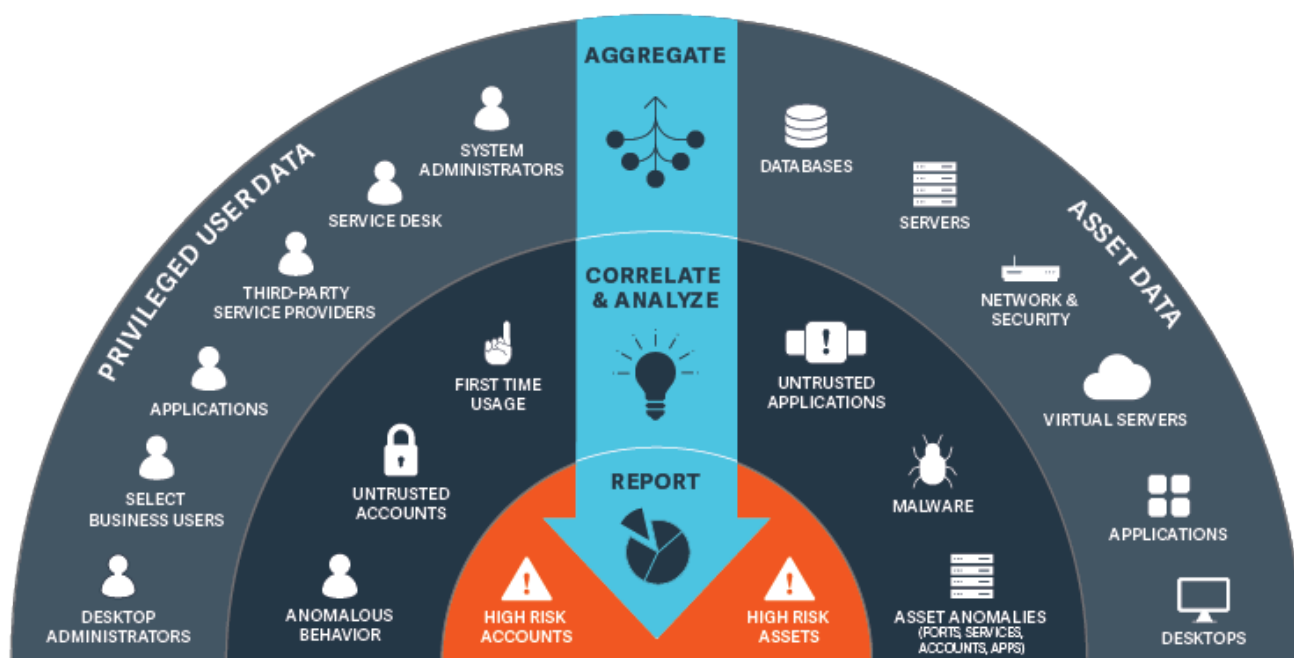 AGGREGATE
PRIVILEGED USER DATA
SYSTEM
ADMINISTRATORS
SERVICE DESK
THIRD-PARTY
SERVICE PROVIDERS
APPLICATIONS
SELECT
BUSINESS USERS
DESKTOP
ADMINISTRATORS
ASSET DATA
DATABASES
SERVERS
NETWORK &
SECURITY
VIRTUAL SERVERS
APPLICATIONS
DESKTOPS
CORRELATE
& ANALYZE
FIRST TIME
USAGE
UNTRUSTED
ACCOUNTS
ANOMALOUS
BEHAVIOR
UNTRUSTED
APPLICATIONS
MALWARE
ASSET ANOMALIES
(PORTS, SERVICES,
ACCOUNTS, APPS)
REPORT
HIGH RISK
ACCOUNTS
HIGH RISK
ASSETS